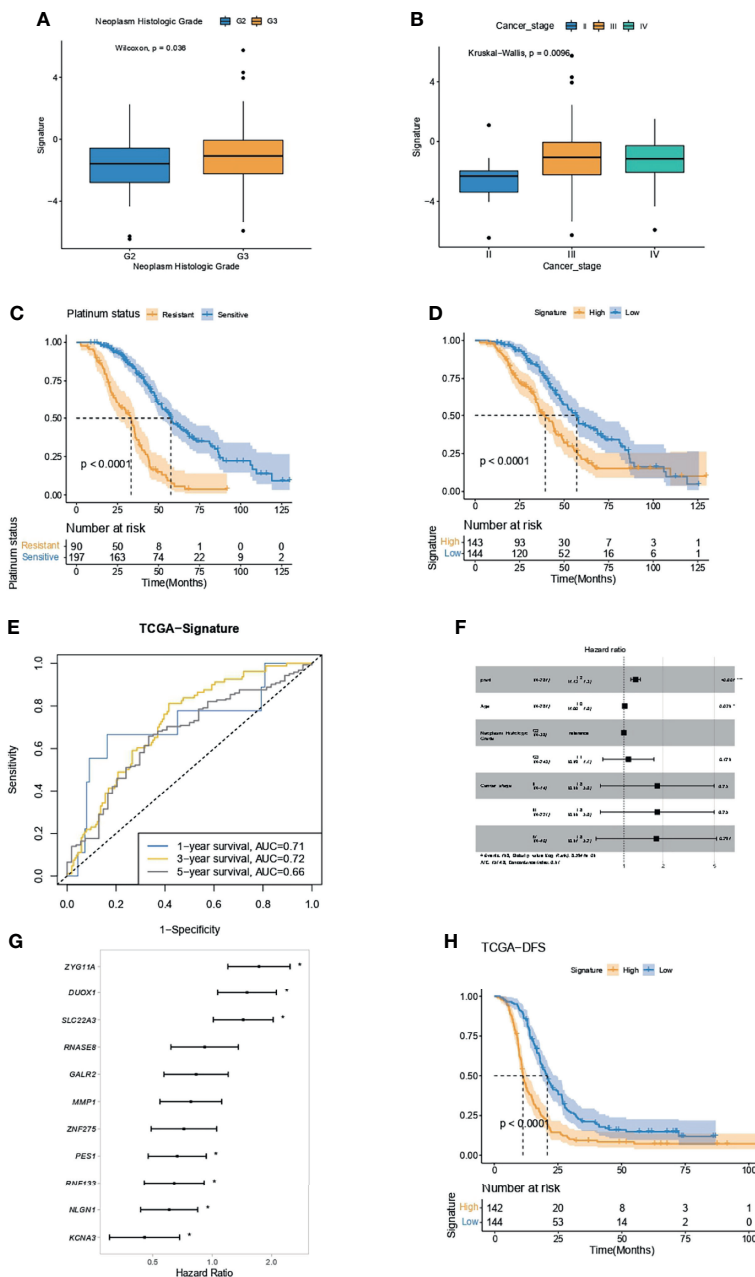 A
Neoplasm Histologic Grade G2 G3
Wilcoxon, p = 0.036
Signature
4
0
−4
G2 G3
Neoplasm Histologic Grade
B
Cancer_stage II III IV
Kruskal−Wallis, p = 0.0096
Signature
4
0
−4
II III IV
Cancer_stage
C
Platinum status Resistant Sensitive
1.00
0.75
0.50
0.25
0.00
p < 0.0001
0 25 50 75 100 125
Number at risk
Platinum status
Resistant 90 50 8 1 0 0
Sensitive 197 163 74 22 9 2
0 25 50 75 100 125
Time(Months)
D
Signature High Low
1.00
0.75
0.50
0.25
0.00
p < 0.0001
0 25 50 75 100 125
Number at risk
Signature
High 143 93 30 7 3 1
Low 144 120 52 16 6 1
0 25 50 75 100 125
Time(Months)
E
TCGA−Signature
Sensitivity
1.0
0.8
0.6
0.4
0.2
0.0
1−year survival, AUC=0.71
3−year survival, AUC=0.72
5−year survival, AUC=0.66
0.0 0.2 0.4 0.6 0.8 1.0
1−Specificity
F
Hazard ratio
Age
Neoplasm Histologic
Grade
G2
reference
G3
Cancer_stage
II
III
IV
1 2 5
G
ZYG11A *
DUOX1 *
SLC22A3 *
RNASE8
GALR2
MMP1
ZNF275
PES1 *
RNF133 *
NLGN1 *
KCNA3 *
0.5 1.0 2.0
Hazard Ratio
H
TCGA−DFS
Signature High Low
1.00
0.75
0.50
0.25
0.00
p < 0.0001
0 25 50 75 100
Number at risk
Signature
High 142 20 8 3 1
Low 144 53 14 2 0
0 25 50 75 100
Time(Months)